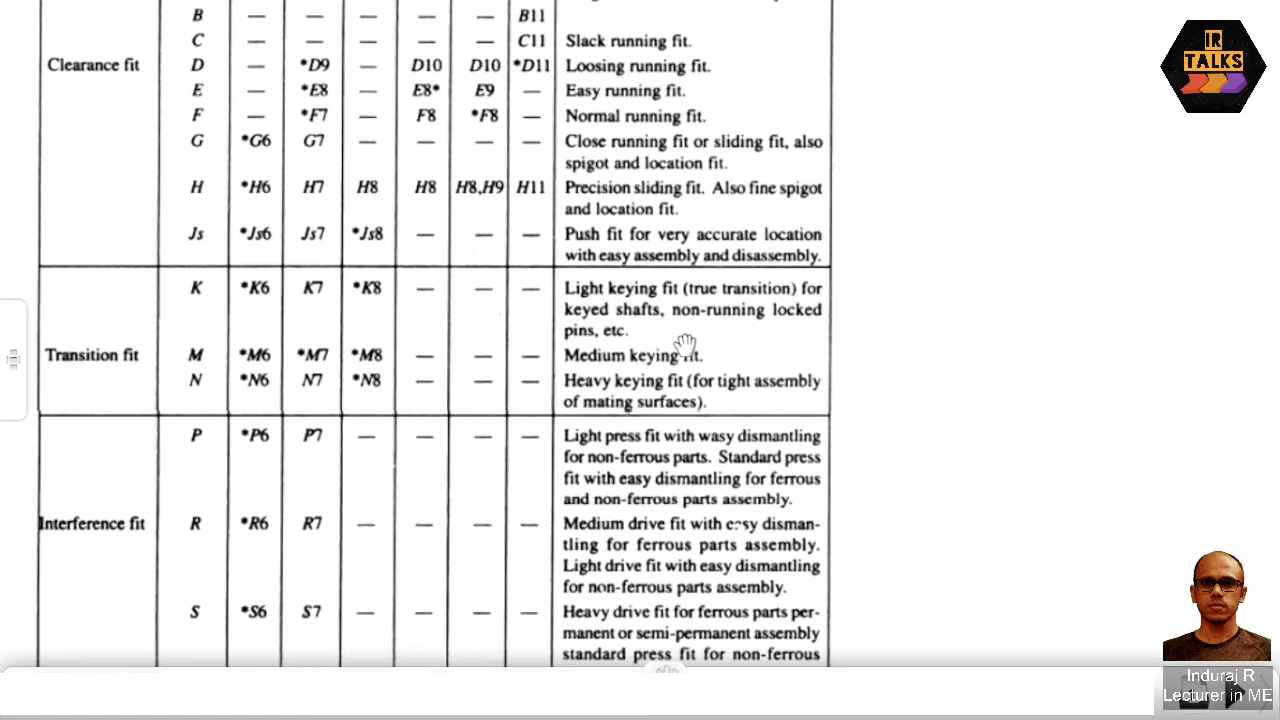 B — — — — — B11
C — — — — — C11 Slack running fit.
Clearance fit D — *D9 — D10 D10 *D11 Loosing running fit.
E — *E8 — E8* E9 — Easy running fit.
F — *F7 — F8 *F8 — Normal running fit.
G *G6 G7 — — — — Close running fit or sliding fit, also
spigot and location fit.
H *H6 H7 H8 H8 H8,H9 H11 Precision sliding fit. Also fine spigot
and location fit.
Js *Js6 Js7 *Js8 — — — Push fit for very accurate location
with easy assembly and disassembly.
K *K6 K7 *K8 — — — Light keying fit (true transition) for
keyed shafts, non-running locked
pins, etc.
Transition fit M *M6 *M7 *M8 — — — Medium keying fit.
N *N6 N7 *N8 — — — Heavy keying fit (for tight assembly
of mating surfaces).
P *P6 P7 — — — — Light press fit with wasy dismantling
for non-ferrous parts. Standard press
fit with easy dismantling for ferrous
and non-ferrous parts assembly.
Interference fit R *R6 R7 — — — — Medium drive fit with easy disman-
tling for ferrous parts assembly.
Light drive fit with easy dismantling
for non-ferrous parts assembly.
S *S6 S7 — — — — Heavy drive fit for ferrous parts per-
manent or semi-permanent assembly
standard press fit for non-ferrous
IR
TALKS
Induraj R
Lecturer in ME